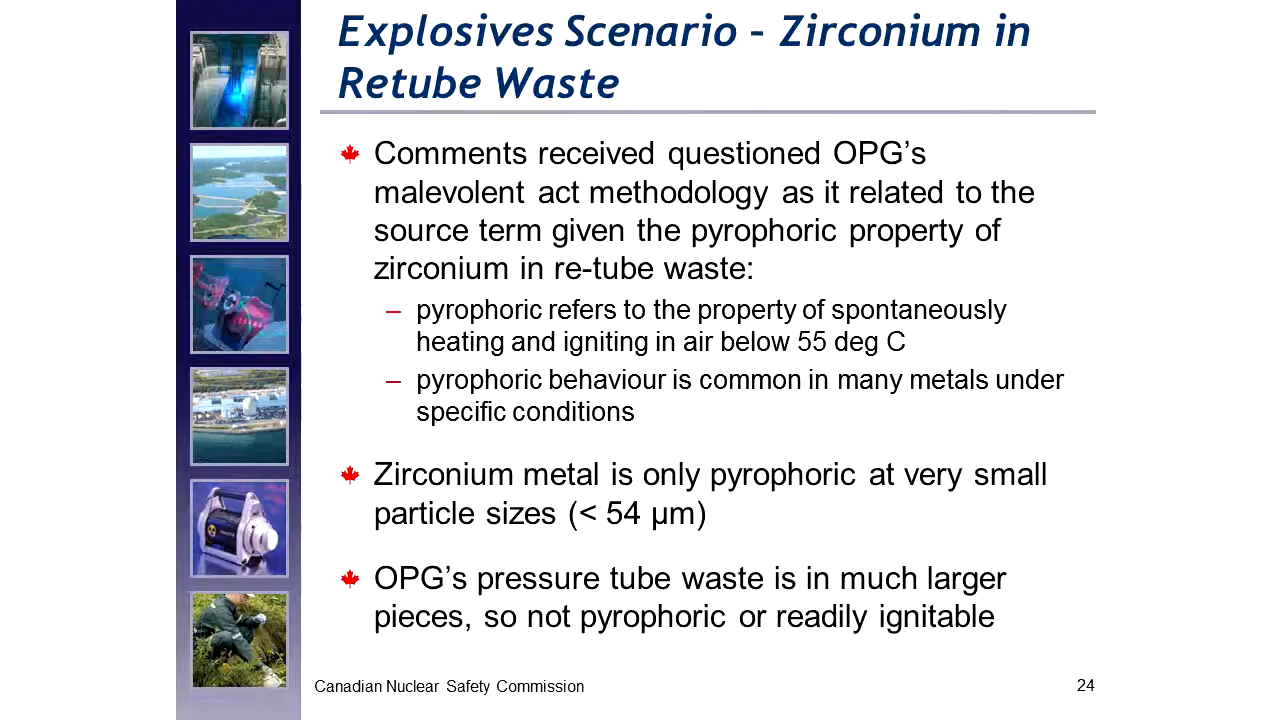 Explosives Scenario – Zirconium in
Retube Waste
Comments received questioned OPG’s
malevolent act methodology as it related to the
source term given the pyrophoric property of
zirconium in re-tube waste:
– pyrophoric refers to the property of spontaneously
heating and igniting in air below 55 deg C
– pyrophoric behaviour is common in many metals under
specific conditions
Zirconium metal is only pyrophoric at very small
particle sizes (< 54 µm)
OPG’s pressure tube waste is in much larger
pieces, so not pyrophoric or readily ignitable
Canadian Nuclear Safety Commission
24